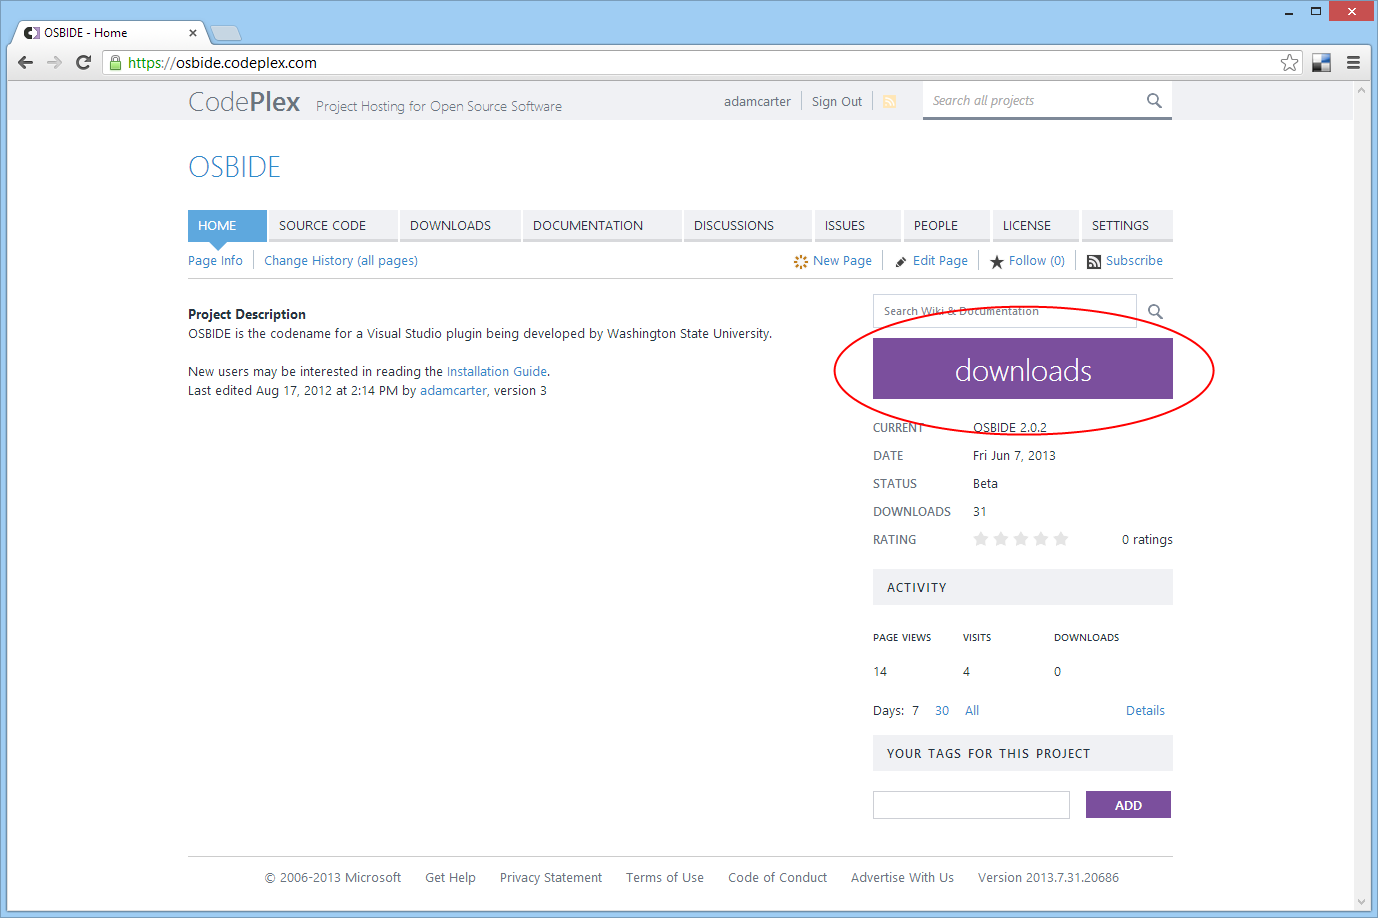 OSBIDE - Home
https://osbide.codeplex.com
CodePlex Project Hosting for Open Source Software
adamcarter Sign Out Search all projects
OSBIDE
HOME SOURCE CODE DOWNLOADS DOCUMENTATION DISCUSSIONS ISSUES PEOPLE LICENSE SETTINGS
Page Info Change History (all pages) New Page Edit Page Follow (0) Subscribe
Project Description
OSBIDE is the codename for a Visual Studio plugin being developed by Washington State University.
New users may be interested in reading the Installation Guide.
Last edited Aug 17, 2012 at 2:14 PM by adamcarter, version 3
Search Wiki & Documentation
downloads
CURRENT OSBIDE 2.0.2
DATE Fri Jun 7, 2013
STATUS Beta
DOWNLOADS 31
RATING 0 ratings
ACTIVITY
PAGE VIEWS VISITS DOWNLOADS
14 4 0
Days: 7 30 All Details
YOUR TAGS FOR THIS PROJECT
ADD
© 2006-2013 Microsoft Get Help Privacy Statement Terms of Use Code of Conduct Advertise With Us Version 2013.7.31.20686